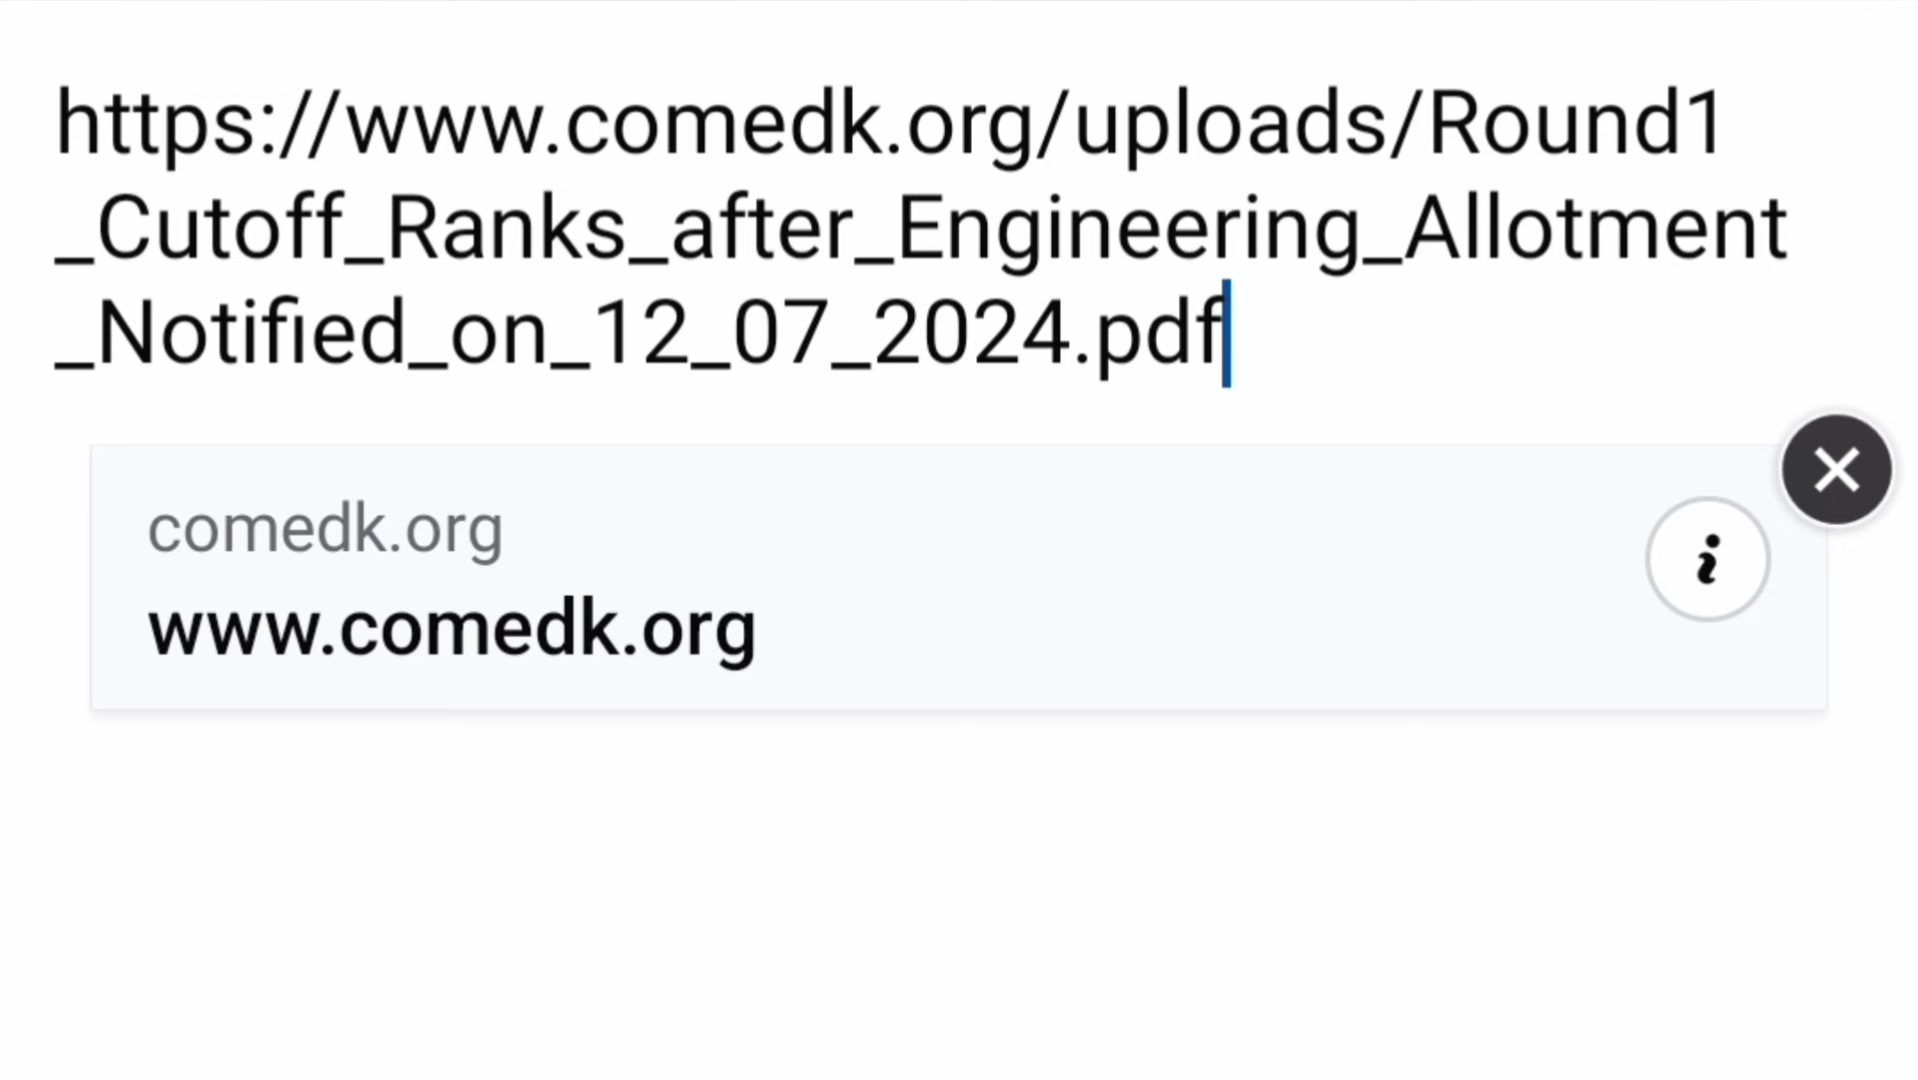 https://www.comedk.org/uploads/Round1
_Cutoff_Ranks_after_Engineering_Allotment
_Notified_on_12_07_2024.pdf
comedk.org
www.comedk.org
i